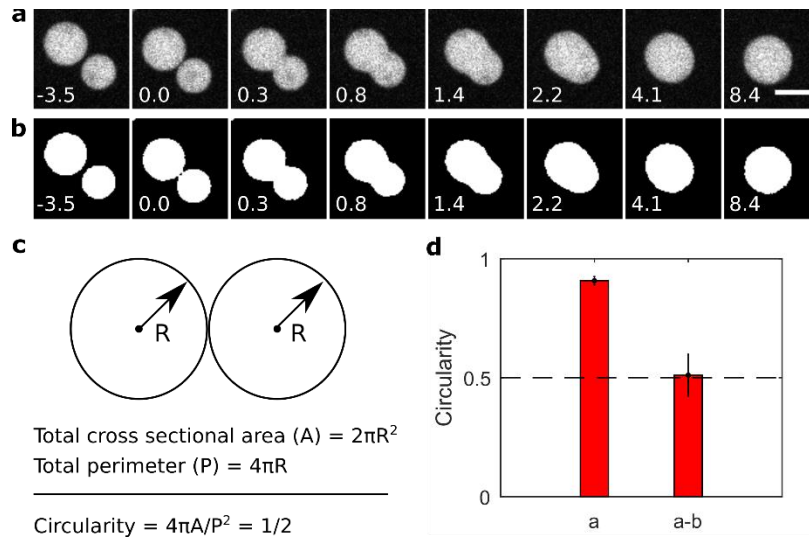 a
-3.5 0.0 0.3 0.8 1.4 2.2 4.1 8.4
b
-3.5 0.0 0.3 0.8 1.4 2.2 4.1 8.4
c
R R
Total cross sectional area (A) = 2πR²
Total perimeter (P) = 4πR
Circularity = 4πA/P² = 1/2
d
Circularity
1
0.5
0
a a-b